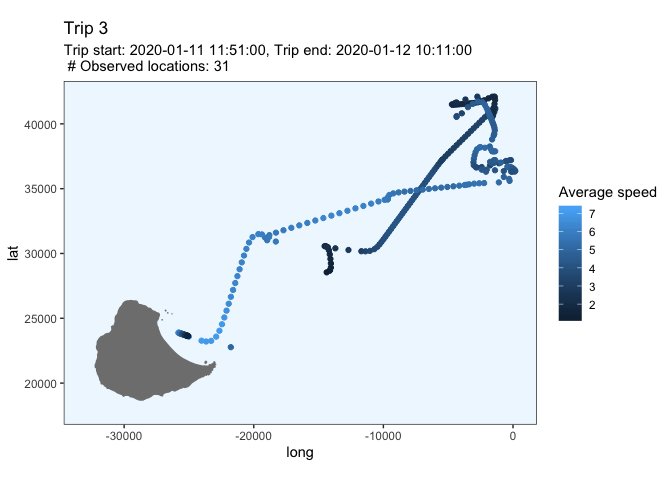 Trip 3
Trip start: 2020-01-11 11:51:00, Trip end: 2020-01-12 10:11:00
# Observed locations: 31
40000
35000
30000
25000
20000
lat
-30000
-20000
-10000
0
long
Average speed
7
6
5
4
3
2